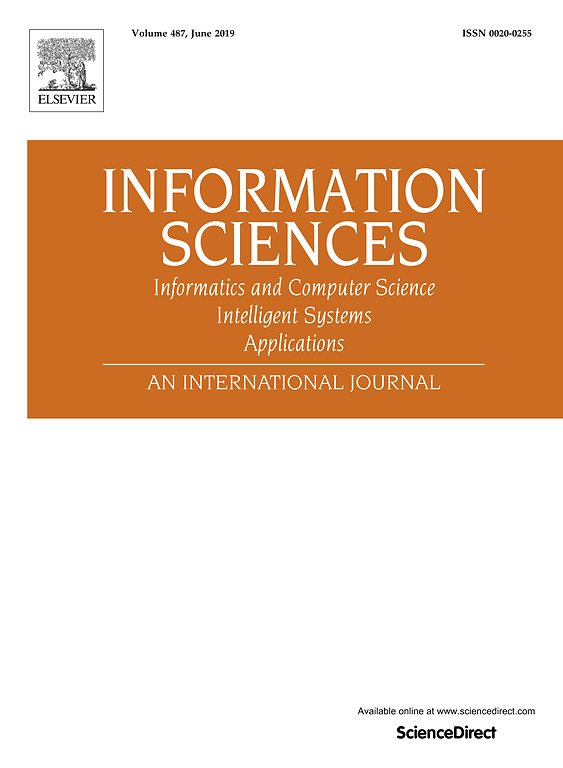 Volume 487, June 2019
ISSN 0020-0255
ELSEVIER
INFORMATION
SCIENCES
Informatics and Computer Science
Intelligent Systems
Applications
AN INTERNATIONAL JOURNAL
Available online at www.sciencedirect.com
ScienceDirect